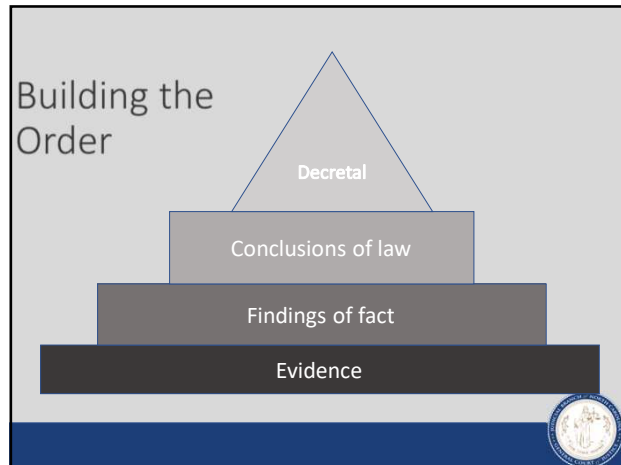 Building the
Order
Decretal
Conclusions of law
Findings of fact
Evidence